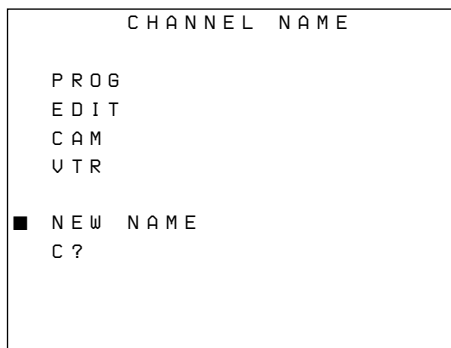 CHANNEL NAME
PROG
EDIT
CAM
VTR
■ NEW NAME
C?